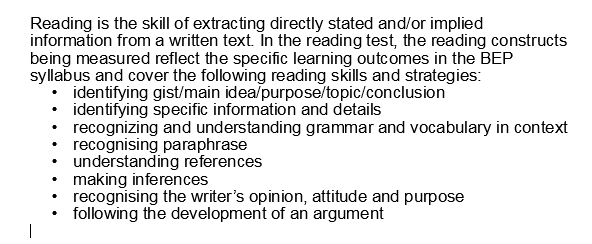 Reading is the skill of extracting directly stated and/or implied
information from a written text. In the reading test, the reading constructs
being measured reflect the specific learning outcomes in the BEP
syllabus and cover the following reading skills and strategies:
• identifying gist/main idea/purpose/topic/conclusion
• identifying specific information and details
• recognizing and understanding grammar and vocabulary in context
• recognising paraphrase
• understanding references
• making inferences
• recognising the writer's opinion, attitude and purpose
• following the development of an argument